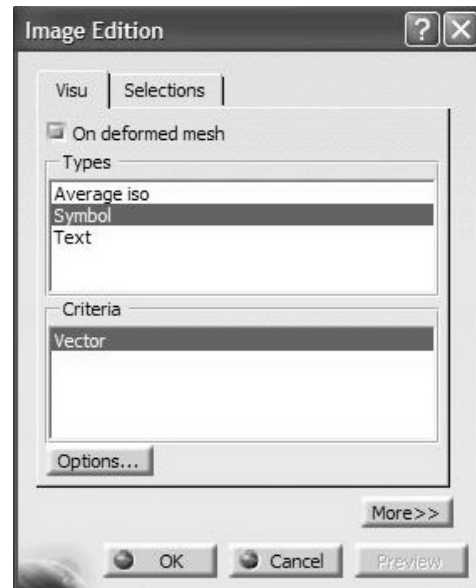 Image Edition
Visu Selections
On deformed mesh
Types
Average iso
Symbol
Text
Criteria
Vector
Options...
More>>
OK Cancel Preview